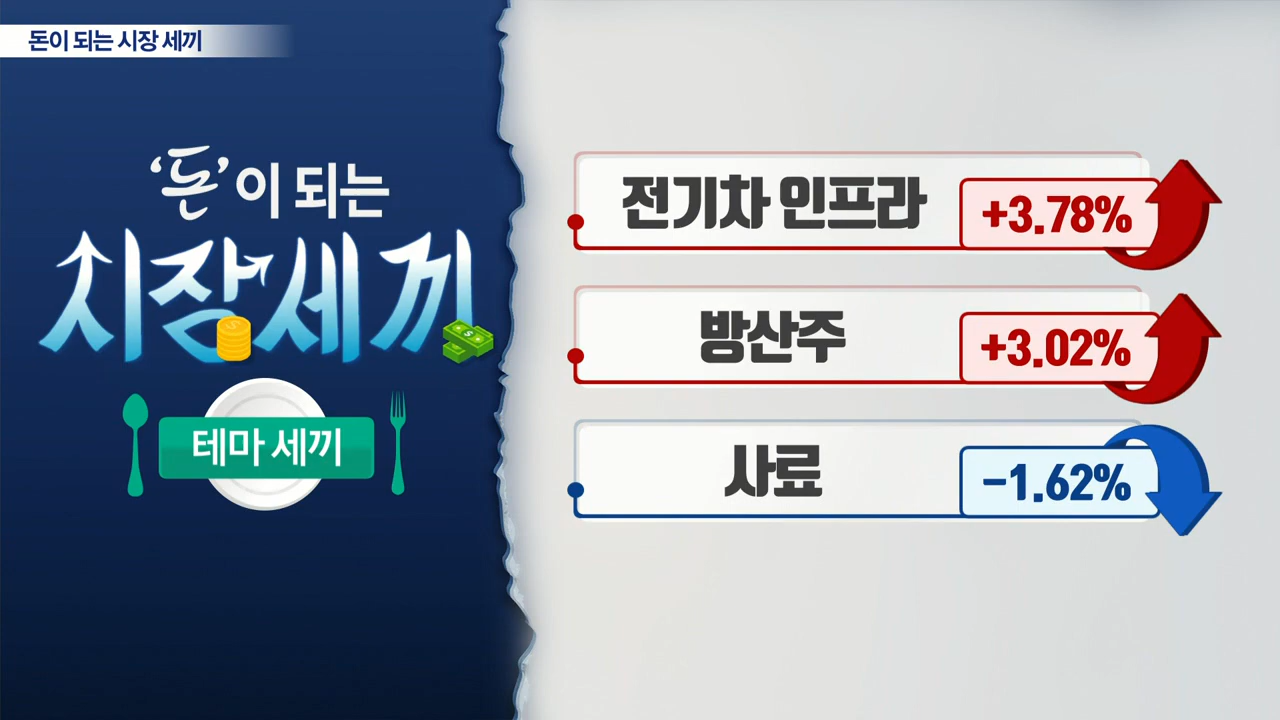 돈이 되는 시장 세끼
'돈'이 되는
시장세끼
테마 세끼
전기차 인프라 +3.78%
방산주 +3.02%
사료 -1.62%